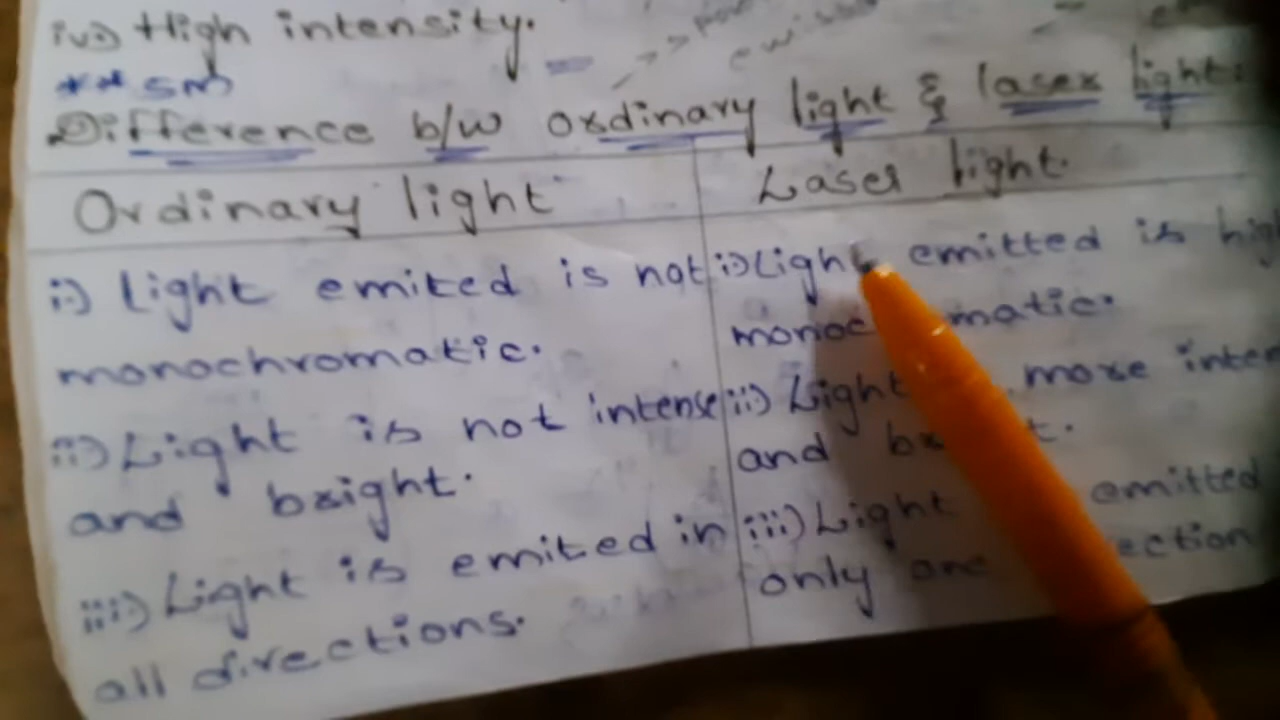 iv) High intensity.
** 5M
Difference b/w ordinary light & laser light:
Ordinary light
Laser light.
i) Light emited is not
monochromatic.
ii) Light is not intense
and bright.
iii) Light is emited in
all directions.
i) Light emitted is
monochromatic.
ii) Light more
and
iii) Light emitted
only one